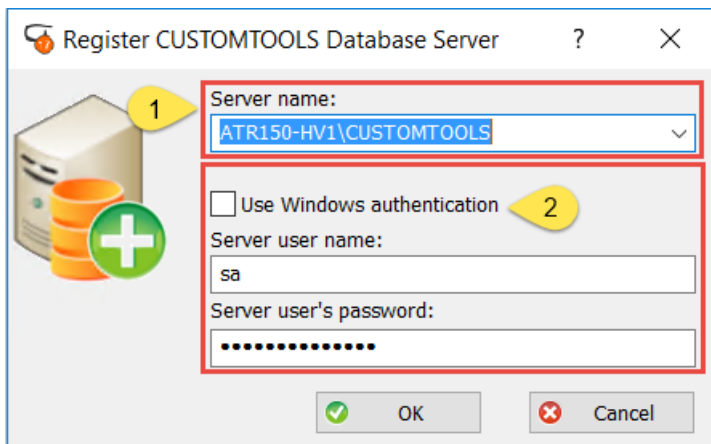 Register CUSTOMTOOLS Database Server
1
Server name:
ATR150-HV1\CUSTOMTOOLS
Use Windows authentication
2
Server user name:
sa
Server user's password:
••••••••••••••
OK
Cancel